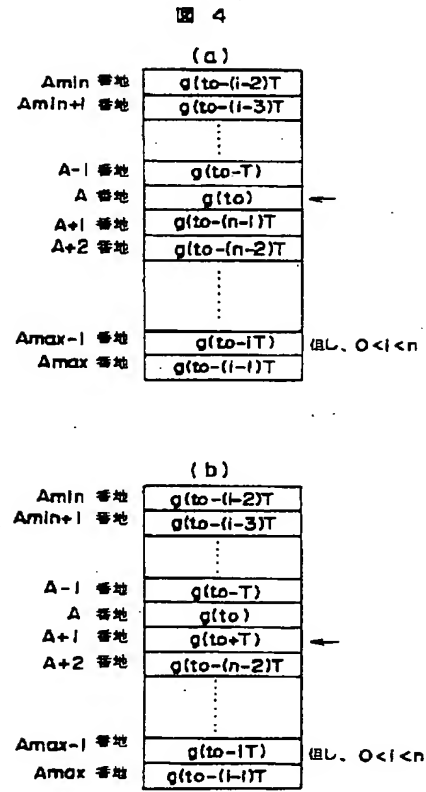 図 4
(a)
Amin 番地 g(to-(i-2)T
Amin+1 番地 g(to-(i-3)T
A-1 番地 g(to-T)
A 番地 g(to)
A+1 番地 g(to-(n-1)T
A+2 番地 g(to-(n-2)T
Amax-1 番地 g(to-iT) 但し、0<i<n
Amax 番地 g(to-(i-1)T
(b)
Amin 番地 g(to-(i-2)T
Amin+1 番地 g(to-(i-3)T
A-1 番地 g(to-T)
A 番地 g(to)
A+1 番地 g(to+T)
A+2 番地 g(to-(n-2)T
Amax-1 番地 g(to-iT) 但し、0<i<n
Amax 番地 g(to-(i-1)T